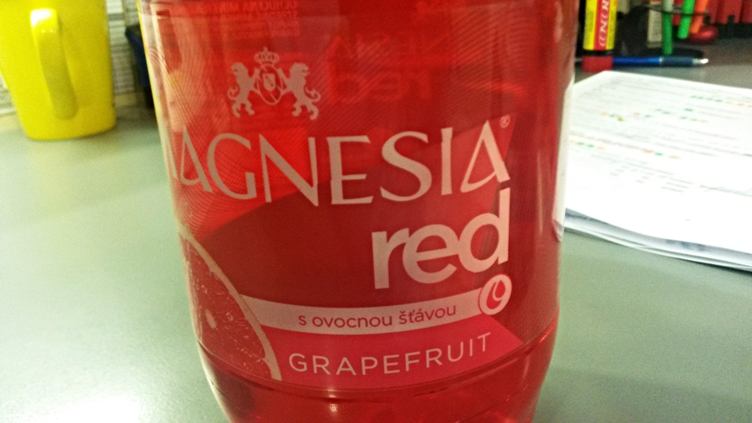 AGNESIA®
red
s ovocnou šťávou
GRAPEFRUIT